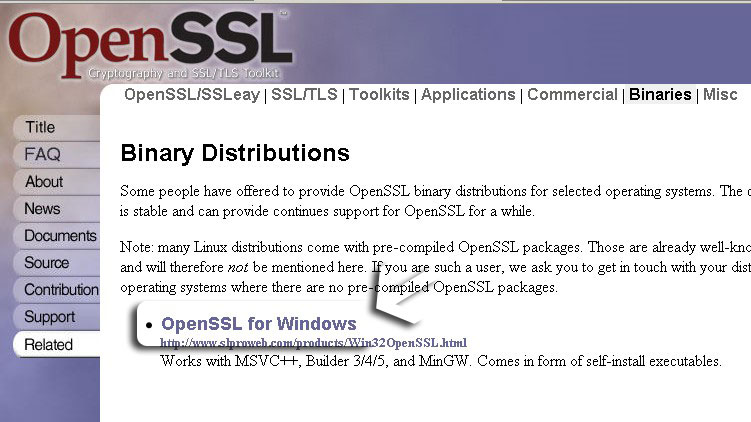 OpenSSL™
Cryptography and SSL/TLS Toolkit
OpenSSL/SSLeay | SSL/TLS | Toolkits | Applications | Commercial | Binaries | Misc
Title
FAQ
About
News
Documents
Source
Contribution
Support
Related
Binary Distributions
Some people have offered to provide OpenSSL binary distributions for selected operating systems. The
is stable and can provide continues support for OpenSSL for a while.
Note: many Linux distributions come with pre-compiled OpenSSL packages. Those are already well-kno
and will therefore not be mentioned here. If you are such a user, we ask you to get in touch with your dist
operating systems where there are no pre-compiled OpenSSL packages.
• OpenSSL for Windows
http://www.slproweb.com/products/Win32OpenSSL.html
Works with MSVC++, Builder 3/4/5, and MinGW. Comes in form of self-install executables.